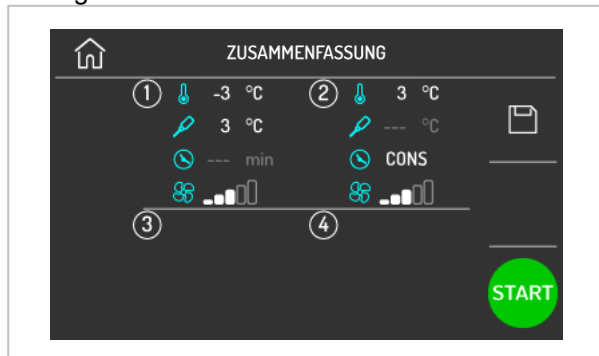 ZUSAMMENFASSUNG
1 -3 °C
3 °C
--- min
2 3 °C
--- °C
CONS
3
4
START